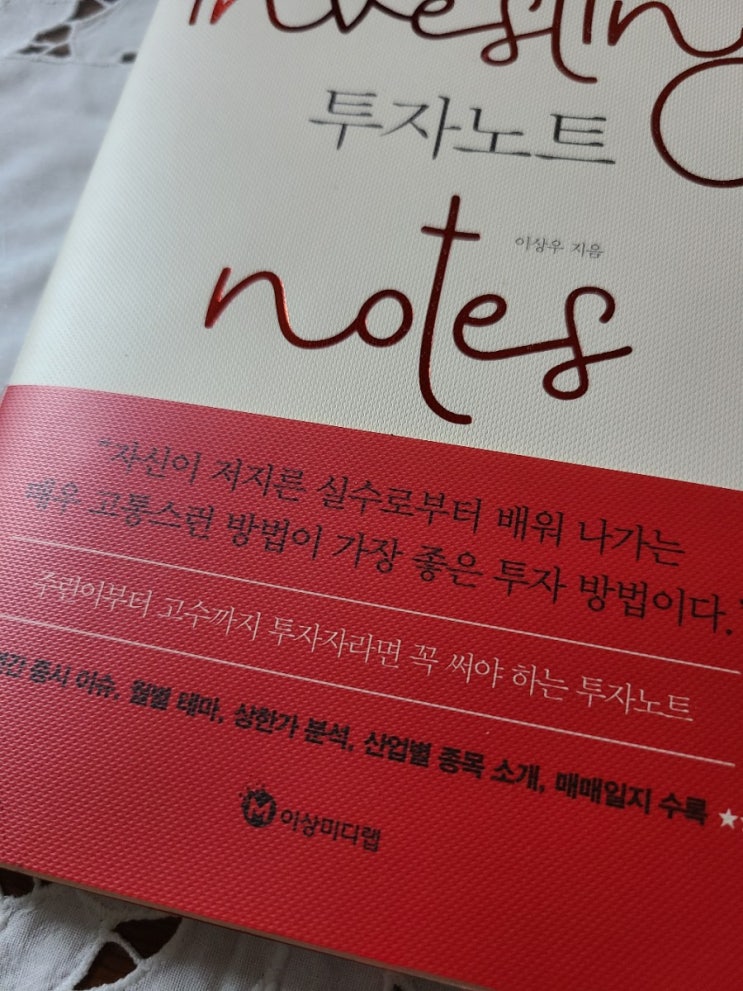 Investing
투자노트
이상우 지음
notes
"자신이 저지른 실수로부터 배워 나가는
매우 고통스런 방법이 가장 좋은 투자 방법이다."
주린이부터 고수까지 투자자라면 꼭 써야 하는 투자노트
증시 이슈, 월별 테마, 상한가 분석, 산업별 종목 소개, 매매일지 수록
M 이상미디랩